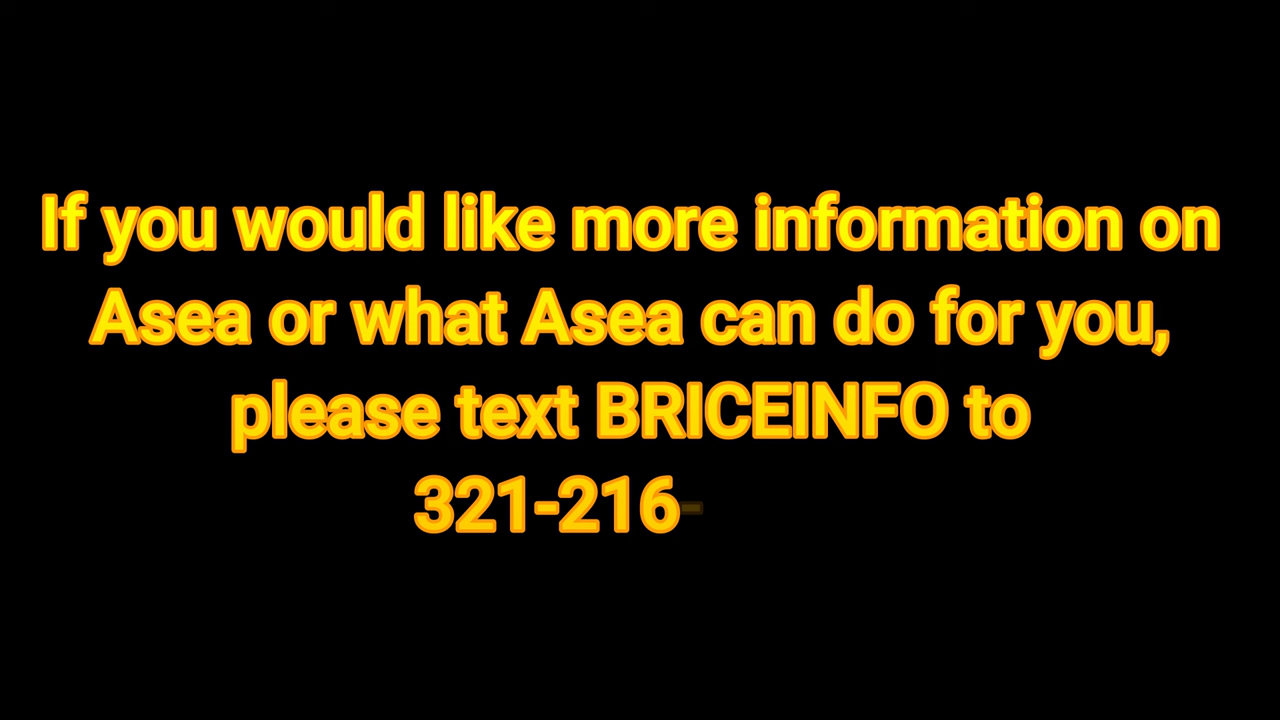 If you would like more information on
Asea or what Asea can do for you,
please text BRICEINFO to
321-216-